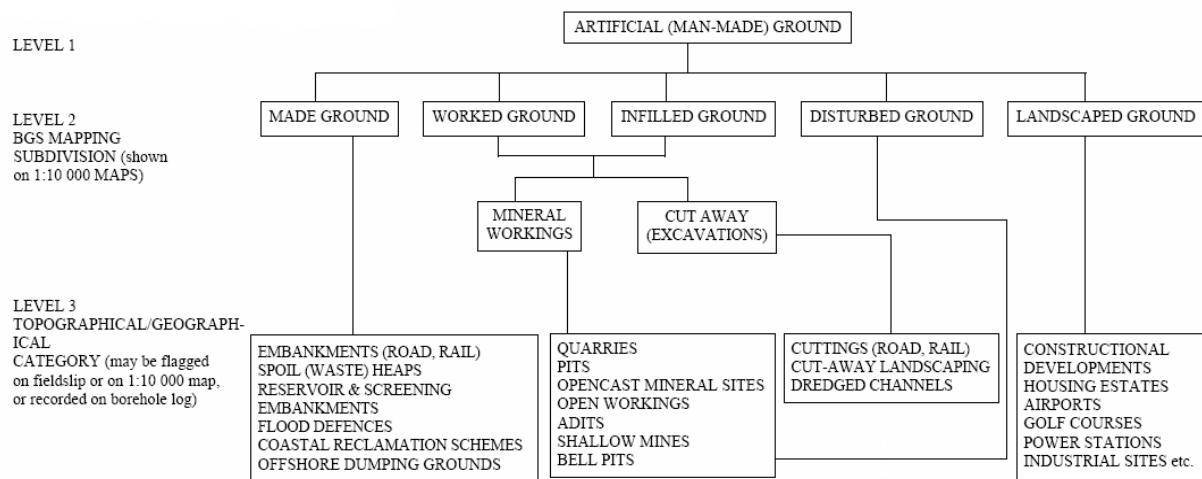 ARTIFICIAL (MAN-MADE) GROUND
LEVEL 1
LEVEL 2
BGS MAPPING
SUBDIVISION (shown
on 1:10 000 MAPS)
MADE GROUND
WORKED GROUND
INFILLED GROUND
DISTURBED GROUND
LANDSCAPED GROUND
MINERAL
WORKINGS
CUT AWAY
(EXCAVATIONS)
LEVEL 3
TOPOGRAPHICAL/GEOGRAPH-
ICAL
CATEGORY (may be flagged
on fieldslip or on 1:10 000 map,
or recorded on borehole log)
EMBANKMENTS (ROAD, RAIL)
SPOIL (WASTE) HEAPS
RESERVOIR & SCREENING
EMBANKMENTS
FLOOD DEFENCES
COASTAL RECLAMATION SCHEMES
OFFSHORE DUMPING GROUNDS
QUARRIES
PITS
OPENCAST MINERAL SITES
OPEN WORKINGS
ADITS
SHALLOW MINES
BELL PITS
CUTTINGS (ROAD, RAIL)
CUT-AWAY LANDSCAPING
DREDGED CHANNELS
CONSTRUCTIONAL
DEVELOPMENTS
HOUSING ESTATES
AIRPORTS
GOLF COURSES
POWER STATIONS
INDUSTRIAL SITES etc.